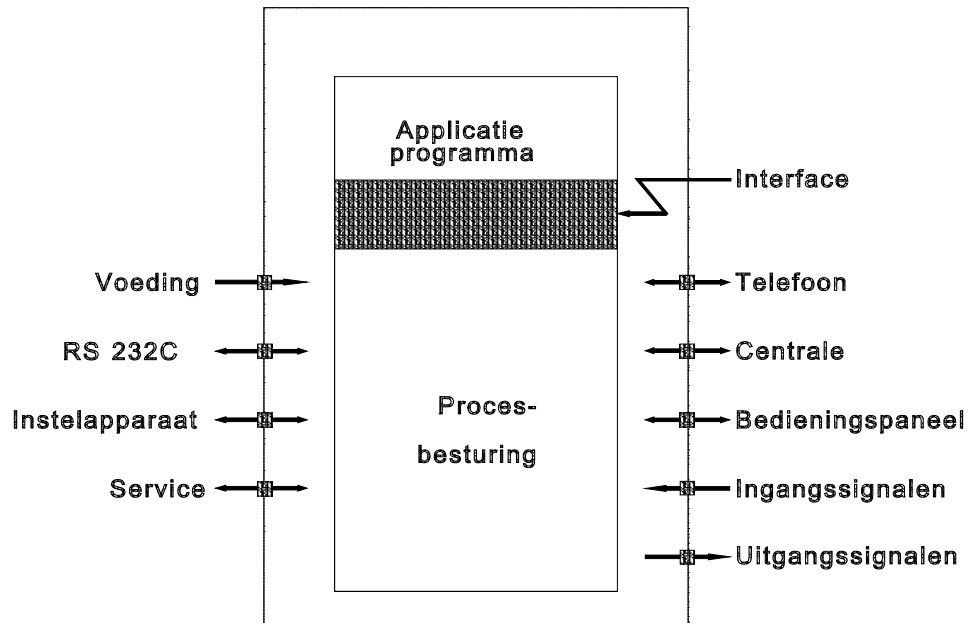 Applicatie
programma
Interface
Voeding
Telefoon
RS 232C
Centrale
Instelapparaat
Proces-
Bedieningspaneel
besturing
Service
Ingangssignalen
Uitgangssignalen